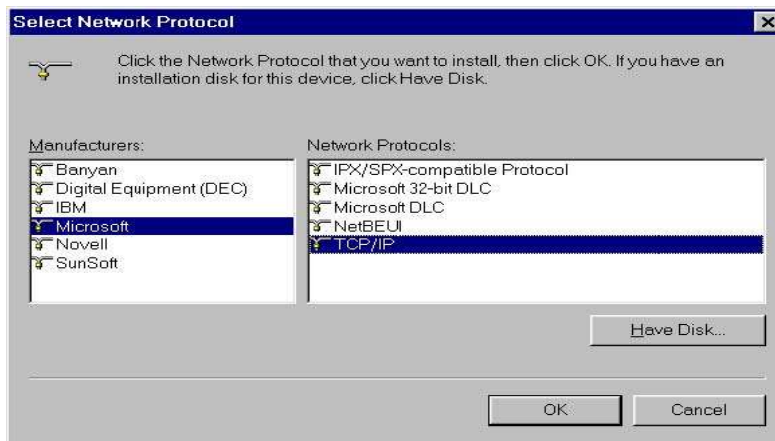 Select Network Protocol
Click the Network Protocol that you want to install, then click OK. If you have an
installation disk for this device, click Have Disk.
Manufacturers:
Banyan
Digital Equipment (DEC)
IBM
Microsoft
Novell
SunSoft
Network Protocols:
IPX/SPX-compatible Protocol
Microsoft 32-bit DLC
Microsoft DLC
NetBEUI
TCP/IP
Have Disk...
OK
Cancel